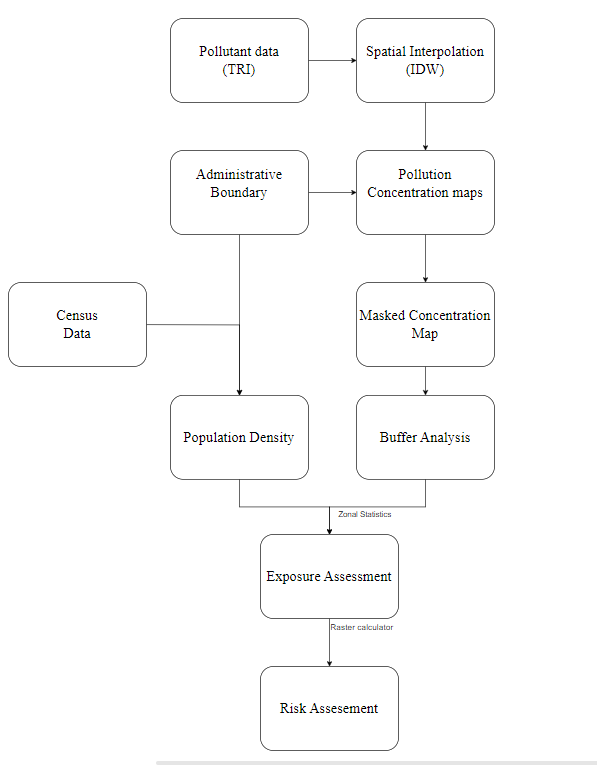 Pollutant data
(TRI)
Spatial Interpolation
(IDW)
Administrative
Boundary
Pollution
Concentration maps
Census
Data
Masked Concentration
Map
Population Density
Buffer Analysis
Zonal Statistics
Exposure Assessment
Raster calculator
Risk Assesement